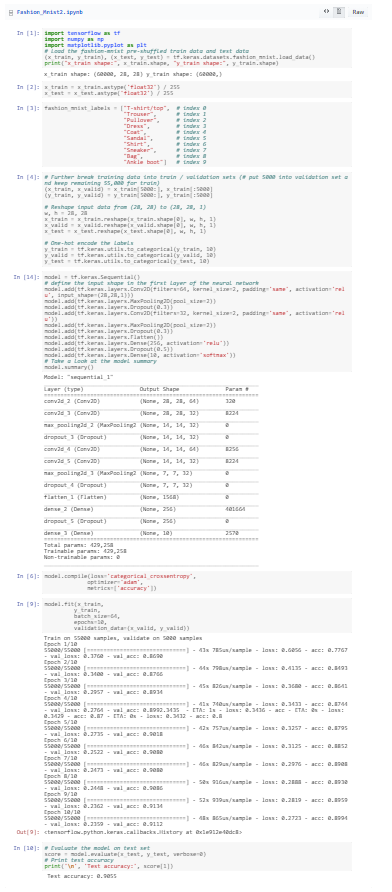 Fashion_Mnist2.ipynb
Raw
In [1]: import tensorflow as tf
import numpy as np
import matplotlib.pyplot as plt
# Load the fashion-mnist pre-shuffled train data and test data
(x_train, y_train), (x_test, y_test) = tf.keras.datasets.fashion_mnist.load_data()
print("x_train shape:", x_train.shape, "y_train shape:", y_train.shape)
x_train shape: (60000, 28, 28) y_train shape: (60000,)
In [2]: x_train = x_train.astype('float32') / 255
x_test = x_test.astype('float32') / 255
In [3]: fashion_mnist_labels = ["T-shirt/top", # index 0
"Trouser", # index 1
"Pullover", # index 2
"Dress", # index 3
"Coat", # index 4
"Sandal", # index 5
"Shirt", # index 6
"Sneaker", # index 7
"Bag", # index 8
"Ankle boot"] # index 9
In [4]: # Further break training data into train / validation sets (# put 5000 into validation set a
nd keep remaining 55,000 for train)
(x_train, x_valid) = x_train[5000:], x_train[:5000]
(y_train, y_valid) = y_train[5000:], y_train[:5000]
# Reshape input data from (28, 28) to (28, 28, 1)
w, h = 28, 28
x_train = x_train.reshape(x_train.shape[0], w, h, 1)
x_valid = x_valid.reshape(x_valid.shape[0], w, h, 1)
x_test = x_test.reshape(x_test.shape[0], w, h, 1)
# One-hot encode the labels
y_train = tf.keras.utils.to_categorical(y_train, 10)
y_valid = tf.keras.utils.to_categorical(y_valid, 10)
y_test = tf.keras.utils.to_categorical(y_test, 10)
In [14]: model = tf.keras.Sequential()
# define the input shape in the first layer of the neural network
model.add(tf.keras.layers.Conv2D(filters=64, kernel_size=2, padding='same', activation='rel
u', input_shape=(28,28,1)))
model.add(tf.keras.layers.MaxPooling2D(pool_size=2))
model.add(tf.keras.layers.Dropout(0.3))
model.add(tf.keras.layers.Conv2D(filters=32, kernel_size=2, padding='same', activation='rel
u'))
model.add(tf.keras.layers.MaxPooling2D(pool_size=2))
model.add(tf.keras.layers.Dropout(0.3))
model.add(tf.keras.layers.Flatten())
model.add(tf.keras.layers.Dense(256, activation='relu'))
model.add(tf.keras.layers.Dropout(0.5))
model.add(tf.keras.layers.Dense(10, activation='softmax'))
# Take a look at the model summary
model.summary()
Model: "sequential_1"
Layer (type) Output Shape Param #
conv2d_2 (Conv2D) (None, 28, 28, 64) 320
conv2d_3 (Conv2D) (None, 28, 28, 32) 8224
max_pooling2d_2 (MaxPooling2 (None, 14, 14, 32) 0
dropout_3 (Dropout) (None, 14, 14, 32) 0
conv2d_4 (Conv2D) (None, 14, 14, 64) 8256
conv2d_5 (Conv2D) (None, 14, 14, 32) 8224
max_pooling2d_3 (MaxPooling2 (None, 7, 7, 32) 0
dropout_4 (Dropout) (None, 7, 7, 32) 0
flatten_1 (Flatten) (None, 1568) 0
dense_2 (Dense) (None, 256) 401664
dropout_5 (Dropout) (None, 256) 0
dense_3 (Dense) (None, 10) 2570
Total params: 429,258
Trainable params: 429,258
Non-trainable params: 0
In [6]: model.compile(loss='categorical_crossentropy',
optimizer='adam',
metrics=['accuracy'])
In [9]: model.fit(x_train,
y_train,
batch_size=64,
epochs=10,
validation_data=(x_valid, y_valid))
Train on 55000 samples, validate on 5000 samples
Epoch 1/10
55000/55000 [==============================] - 43s 785us/sample - loss: 0.6056 - acc: 0.7767
- val_loss: 0.3760 - val_acc: 0.8690
Epoch 2/10
55000/55000 [==============================] - 44s 798us/sample - loss: 0.4135 - acc: 0.8493
- val_loss: 0.3400 - val_acc: 0.8766
Epoch 3/10
55000/55000 [==============================] - 45s 826us/sample - loss: 0.3680 - acc: 0.8641
- val_loss: 0.2957 - val_acc: 0.8934
Epoch 4/10
55000/55000 [==============================] - 41s 740us/sample - loss: 0.3433 - acc: 0.8744
- val_loss: 0.2764 - val_acc: 0.8992.3435 - ETA: 1s - loss: 0.3436 - acc - ETA: 0s - loss:
0.3429 - acc: 0.87 - ETA: 0s - loss: 0.3432 - acc: 0.8
Epoch 5/10
55000/55000 [==============================] - 42s 757us/sample - loss: 0.3257 - acc: 0.8795
- val_loss: 0.2735 - val_acc: 0.9018
Epoch 6/10
55000/55000 [==============================] - 46s 842us/sample - loss: 0.3125 - acc: 0.8852
- val_loss: 0.2522 - val_acc: 0.9080
Epoch 7/10
55000/55000 [==============================] - 46s 829us/sample - loss: 0.2976 - acc: 0.8908
- val_loss: 0.2473 - val_acc: 0.9080
Epoch 8/10
55000/55000 [==============================] - 50s 916us/sample - loss: 0.2888 - acc: 0.8930
- val_loss: 0.2448 - val_acc: 0.9086
Epoch 9/10
55000/55000 [==============================] - 52s 939us/sample - loss: 0.2819 - acc: 0.8959
- val_loss: 0.2362 - val_acc: 0.9134
Epoch 10/10
55000/55000 [==============================] - 48s 865us/sample - loss: 0.2723 - acc: 0.8994
- val_loss: 0.2359 - val_acc: 0.9112
Out[9]: <tensorflow.python.keras.callbacks.History at 0x1e912e40dc8>
In [10]: # Evaluate the model on test set
score = model.evaluate(x_test, y_test, verbose=0)
# Print test accuracy
print('\n', 'Test accuracy:', score[1])
Test accuracy: 0.9055